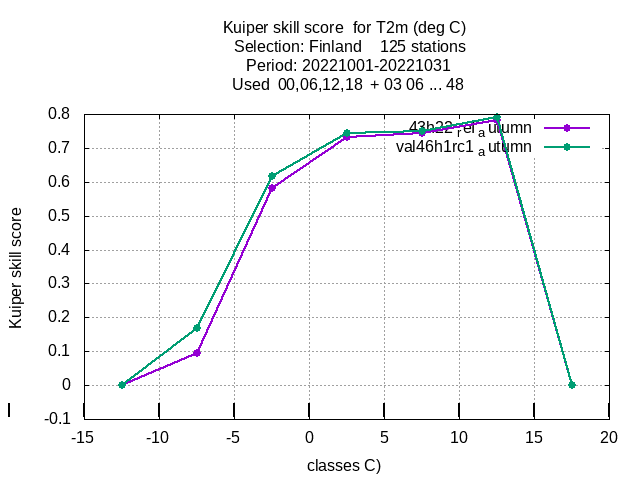 Kuiper skill score for T2m (deg C)
Selection: Finland 125 stations
Period: 20221001-20221031
Used 00,06,12,18 + 03 06 ... 48
43h22_ref_autumn
val46h1rc1_autumn
0.8
0.7
0.6
0.5
0.4
0.3
0.2
0.1
0
-0.1
Kuiper skill score
-15 -10 -5 0 5 10 15 20
classes C)